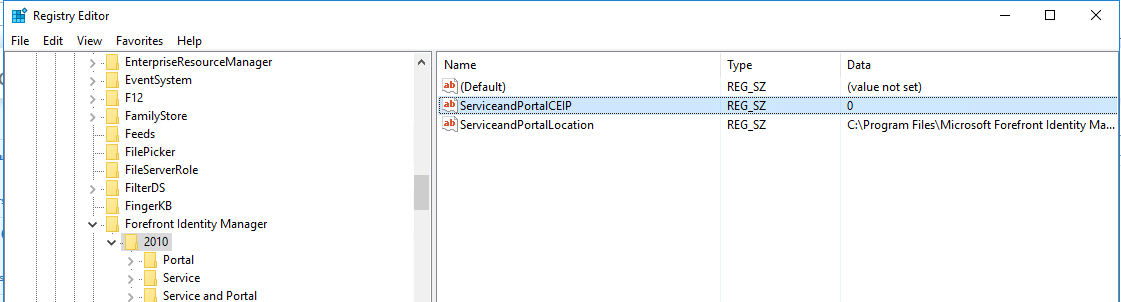 Registry Editor
File Edit View Favorites Help
EnterpriseResourceManager
EventSystem
F12
FamilyStore
Feeds
FilePicker
FileServerRole
FilterDS
FingerKB
Forefront Identity Manager
2010
Portal
Service
Service and Portal
Name Type Data
(Default) REG_SZ (value not set)
ServiceandPortalCEIP REG_SZ 0
ServiceandPortalLocation REG_SZ C:\Program Files\Microsoft Forefront Identity Ma...